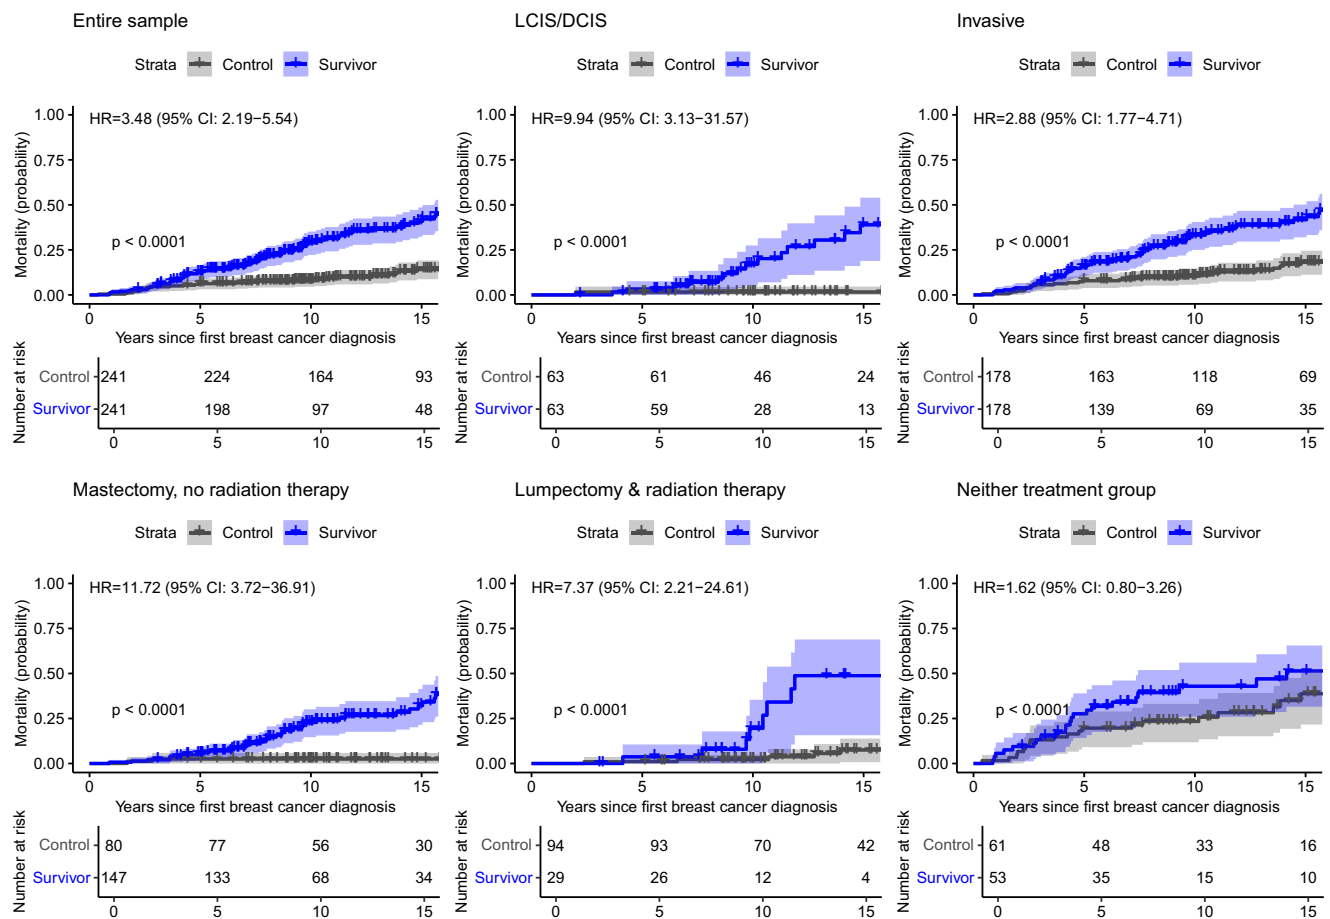 Entire sample
Strata Control Survivor
HR=3.48 (95% CI: 2.19−5.54)
p < 0.0001
Mortality (probability)
1.00
0.75
0.50
0.25
0.00
0 5 10 15
Years since first breast cancer diagnosis
Number at risk
Control 241 224 164 93
Survivor 241 198 97 48
0 5 10 15
LCIS/DCIS
Strata Control Survivor
HR=9.94 (95% CI: 3.13−31.57)
p < 0.0001
Mortality (probability)
1.00
0.75
0.50
0.25
0.00
0 5 10 15
Years since first breast cancer diagnosis
Number at risk
Control 63 61 46 24
Survivor 63 59 28 13
0 5 10 15
Invasive
Strata Control Survivor
HR=2.88 (95% CI: 1.77−4.71)
p < 0.0001
Mortality (probability)
1.00
0.75
0.50
0.25
0.00
0 5 10 15
Years since first breast cancer diagnosis
Number at risk
Control 178 163 118 69
Survivor 178 139 69 35
0 5 10 15
Mastectomy, no radiation therapy
Strata Control Survivor
HR=11.72 (95% CI: 3.72−36.91)
p < 0.0001
Mortality (probability)
1.00
0.75
0.50
0.25
0.00
0 5 10 15
Years since first breast cancer diagnosis
Number at risk
Control 80 77 56 30
Survivor 147 133 68 34
0 5 10 15
Lumpectomy & radiation therapy
Strata Control Survivor
HR=7.37 (95% CI: 2.21−24.61)
p < 0.0001
Mortality (probability)
1.00
0.75
0.50
0.25
0.00
0 5 10 15
Years since first breast cancer diagnosis
Number at risk
Control 94 93 70 42
Survivor 29 26 12 4
0 5 10 15
Neither treatment group
Strata Control Survivor
HR=1.62 (95% CI: 0.80−3.26)
p < 0.0001
Mortality (probability)
1.00
0.75
0.50
0.25
0.00
0 5 10 15
Years since first breast cancer diagnosis
Number at risk
Control 61 48 33 16
Survivor 53 35 15 10
0 5 10 15